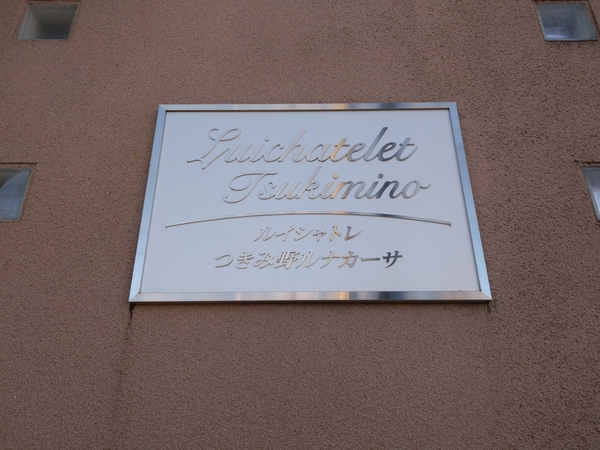 Luichatelet
Tsukimino
ルイシャトレ
つきみ野ルナカーサ